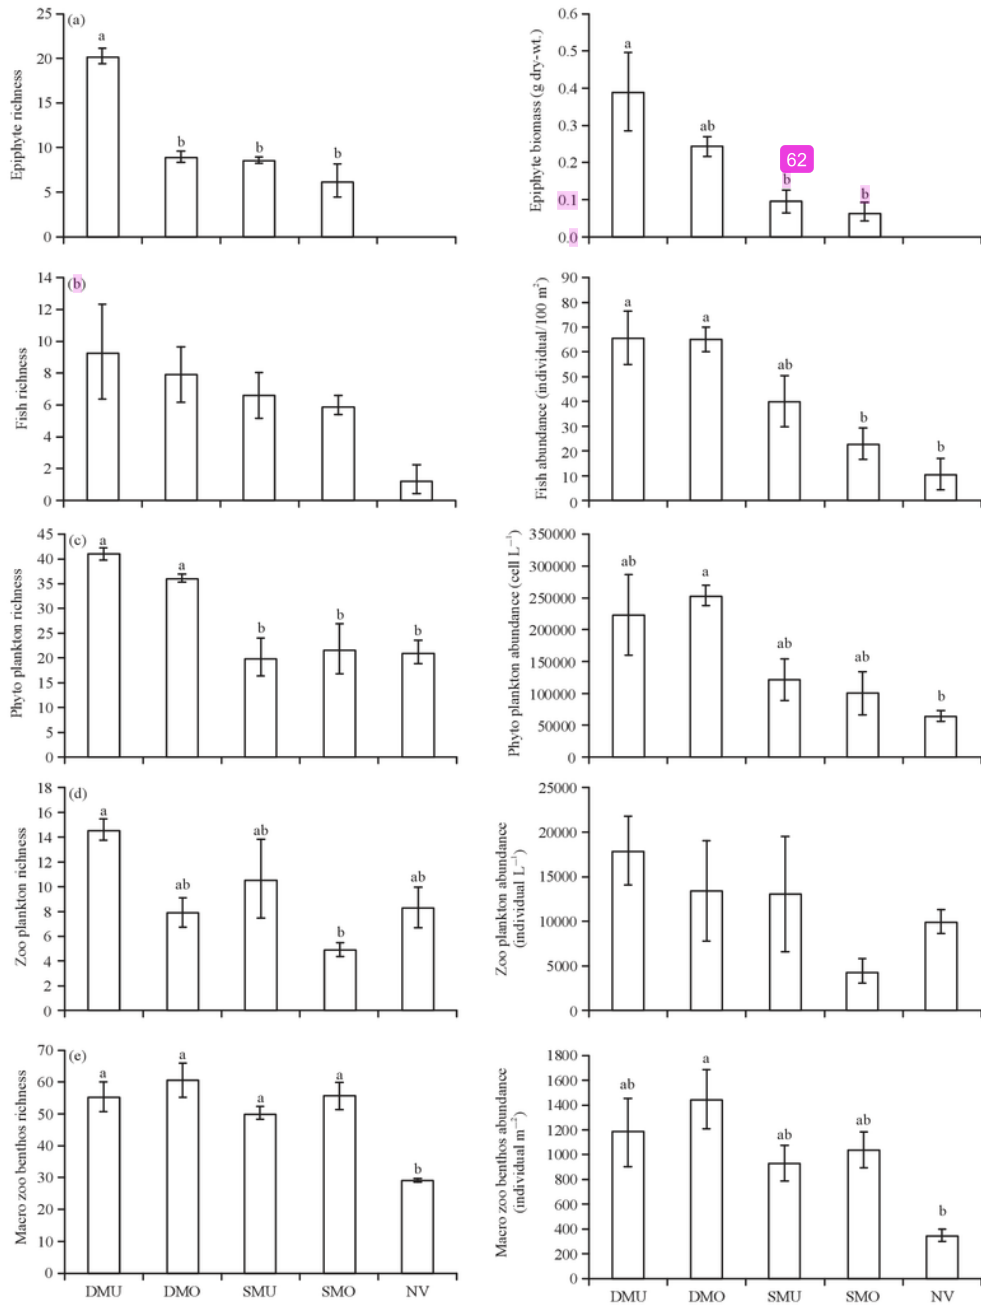 (a)
Epiphyte richness
25
20
15
10
5
0
a
b
b
b
Epiphyte biomass (g dry-wt.)
0.6
0.5
0.4
0.3
0.2
0.1
0.0
a
ab
62
b
b
(b)
Fish richness
14
12
10
8
6
4
2
0
Fish abundance (individual/100 m²)
90
80
70
60
50
40
30
20
10
0
a
a
ab
b
b
(c)
Phyto plankton richness
45
40
35
30
25
20
15
10
5
0
a
a
b
b
b
Phyto plankton abundance (cell L⁻¹)
350000
300000
250000
200000
150000
100000
50000
0
ab
a
ab
ab
b
(d)
Zoo plankton richness
18
16
14
12
10
8
6
4
2
0
a
ab
ab
b
ab
Zoo plankton abundance
(individual L⁻¹)
25000
20000
15000
10000
5000
0
(e)
Macro zoo benthos richness
70
60
50
40
30
20
10
0
a
a
a
a
b
DMU DMO SMU SMO NV
Macro zoo benthos abundance
(individual m⁻²)
1800
1600
1400
1200
1000
800
600
400
200
0
ab
a
ab
ab
b
DMU DMO SMU SMO NV